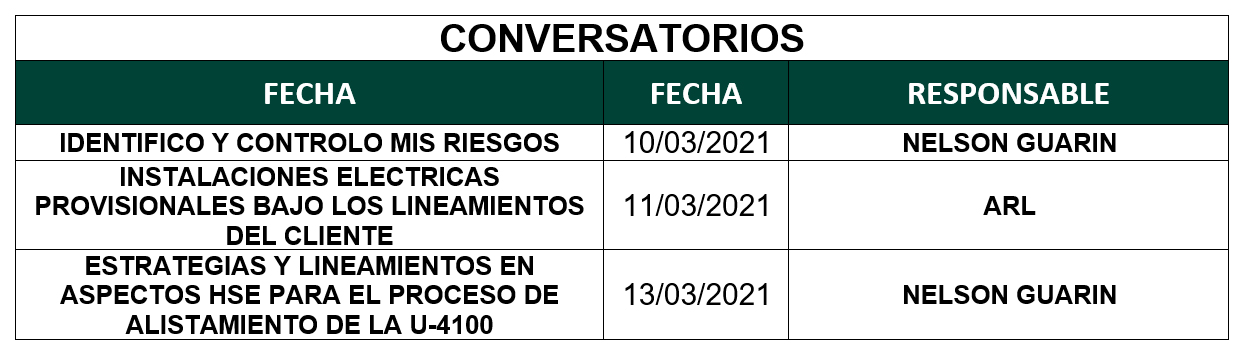 CONVERSATORIOS
FECHA FECHA RESPONSABLE
IDENTIFICO Y CONTROLO MIS RIESGOS 10/03/2021 NELSON GUARIN
INSTALACIONES ELECTRICAS
PROVISIONALES BAJO LOS LINEAMIENTOS 11/03/2021 ARL
DEL CLIENTE
ESTRATEGIAS Y LINEAMIENTOS EN
ASPECTOS HSE PARA EL PROCESO DE 13/03/2021 NELSON GUARIN
ALISTAMIENTO DE LA U-4100